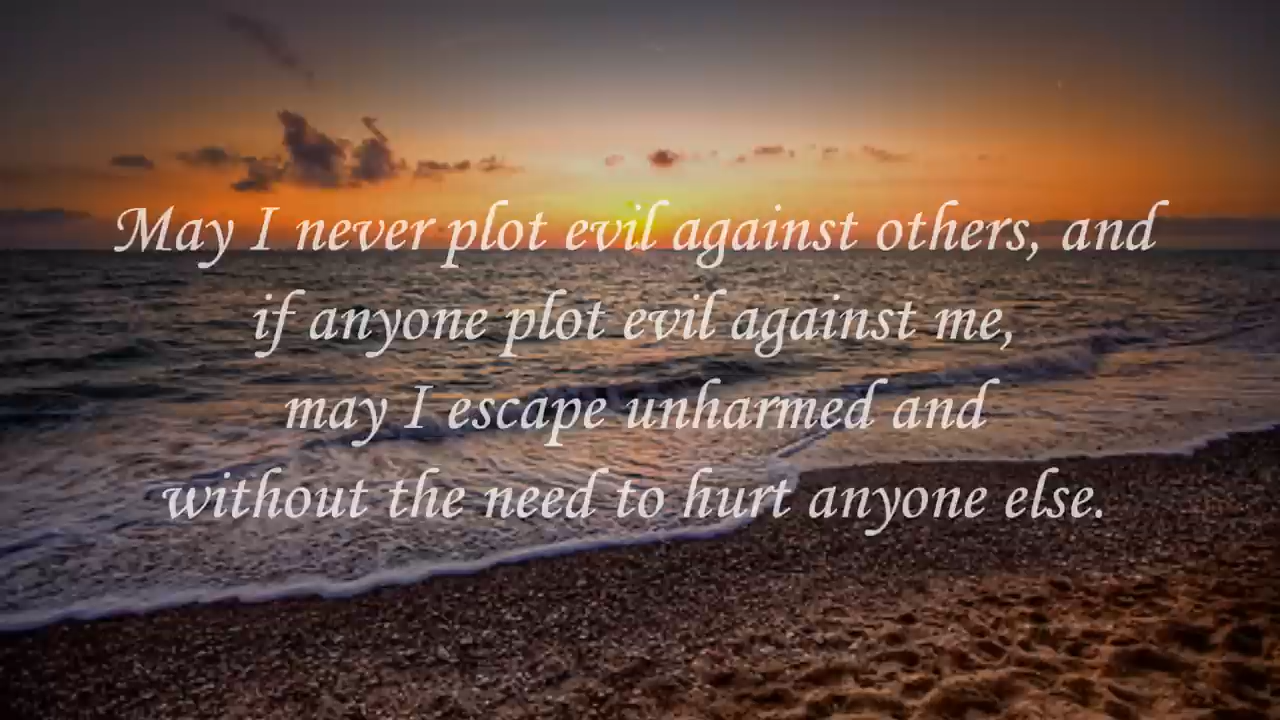 May I never plot evil against others, and
if anyone plot evil against me,
may I escape unharmed and
without the need to hurt anyone else.